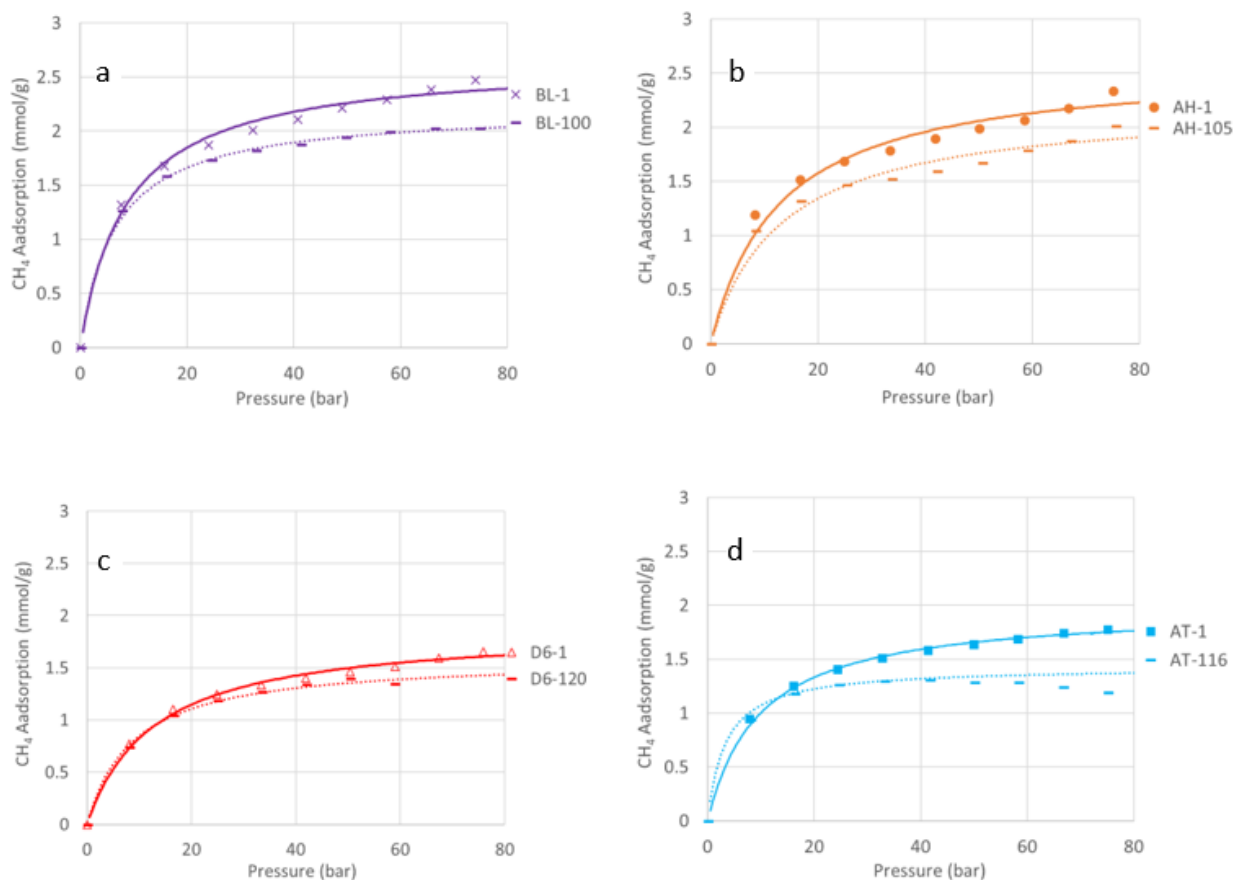 a
CH4 Aadsorption (mmol/g)
3
2.5
2
1.5
1
0.5
0
0 20 40 60 80
Pressure (bar)
BL-1
BL-100
b
CH4 Aadsorption (mmol/g)
3
2.5
2
1.5
1
0.5
0
0 20 40 60 80
Pressure (bar)
AH-1
AH-105
c
CH4 Aadsorption (mmol/g)
3
2.5
2
1.5
1
0.5
0
0 20 40 60 80
Pressure (bar)
D6-1
D6-120
d
CH4 Aadsorption (mmol/g)
3
2.5
2
1.5
1
0.5
0
0 20 40 60 80
Pressure (bar)
AT-1
AT-116